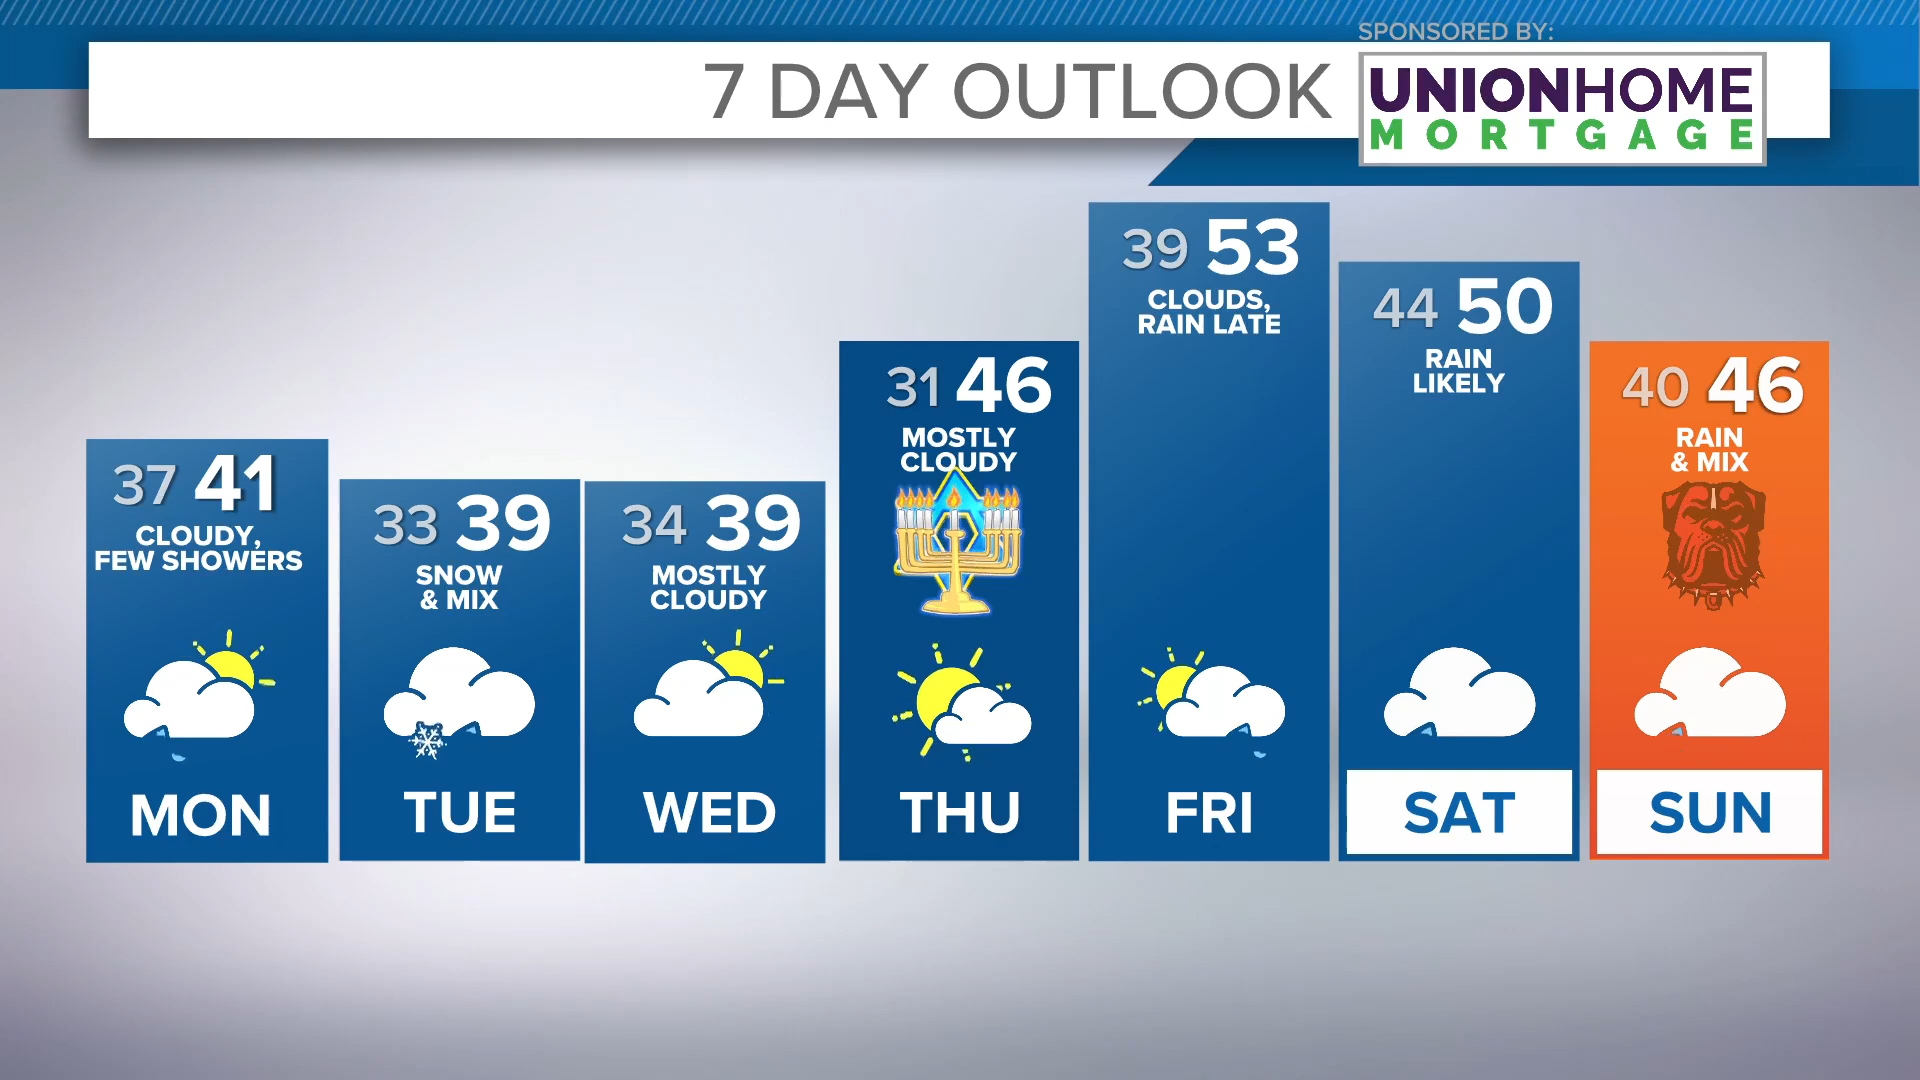 SPONSORED BY:
7 DAY OUTLOOK
UNIONHOME
MORTGAGE
37 41
CLOUDY,
FEW SHOWERS
MON
33 39
SNOW
& MIX
TUE
34 39
MOSTLY
CLOUDY
WED
31 46
MOSTLY
CLOUDY
THU
39 53
CLOUDS,
RAIN LATE
FRI
44 50
RAIN
LIKELY
SAT
40 46
RAIN
& MIX
SUN